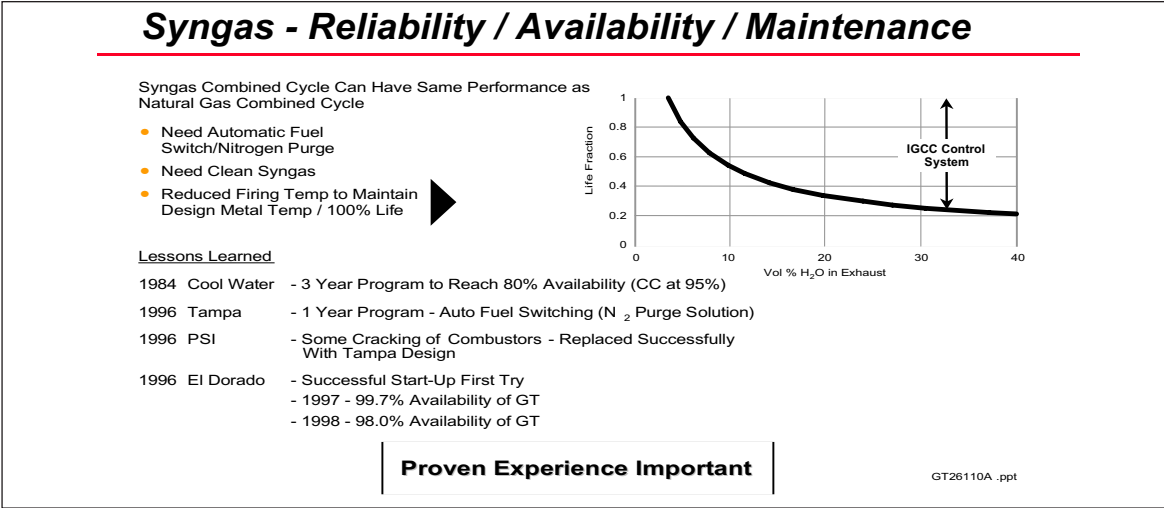 Syngas - Reliability / Availability / Maintenance
Syngas Combined Cycle Can Have Same Performance as
Natural Gas Combined Cycle
• Need Automatic Fuel
Switch/Nitrogen Purge
• Need Clean Syngas
• Reduced Firing Temp to Maintain
Design Metal Temp / 100% Life
Life Fraction
1
0.8
0.6
0.4
0.2
0
IGCC Control
System
0 10 20 30 40
Vol % H₂O in Exhaust
Lessons Learned
1984 Cool Water - 3 Year Program to Reach 80% Availability (CC at 95%)
1996 Tampa - 1 Year Program - Auto Fuel Switching (N ₂ Purge Solution)
1996 PSI - Some Cracking of Combustors - Replaced Successfully
With Tampa Design
1996 El Dorado - Successful Start-Up First Try
- 1997 - 99.7% Availability of GT
- 1998 - 98.0% Availability of GT
Proven Experience Important
GT26110A .ppt